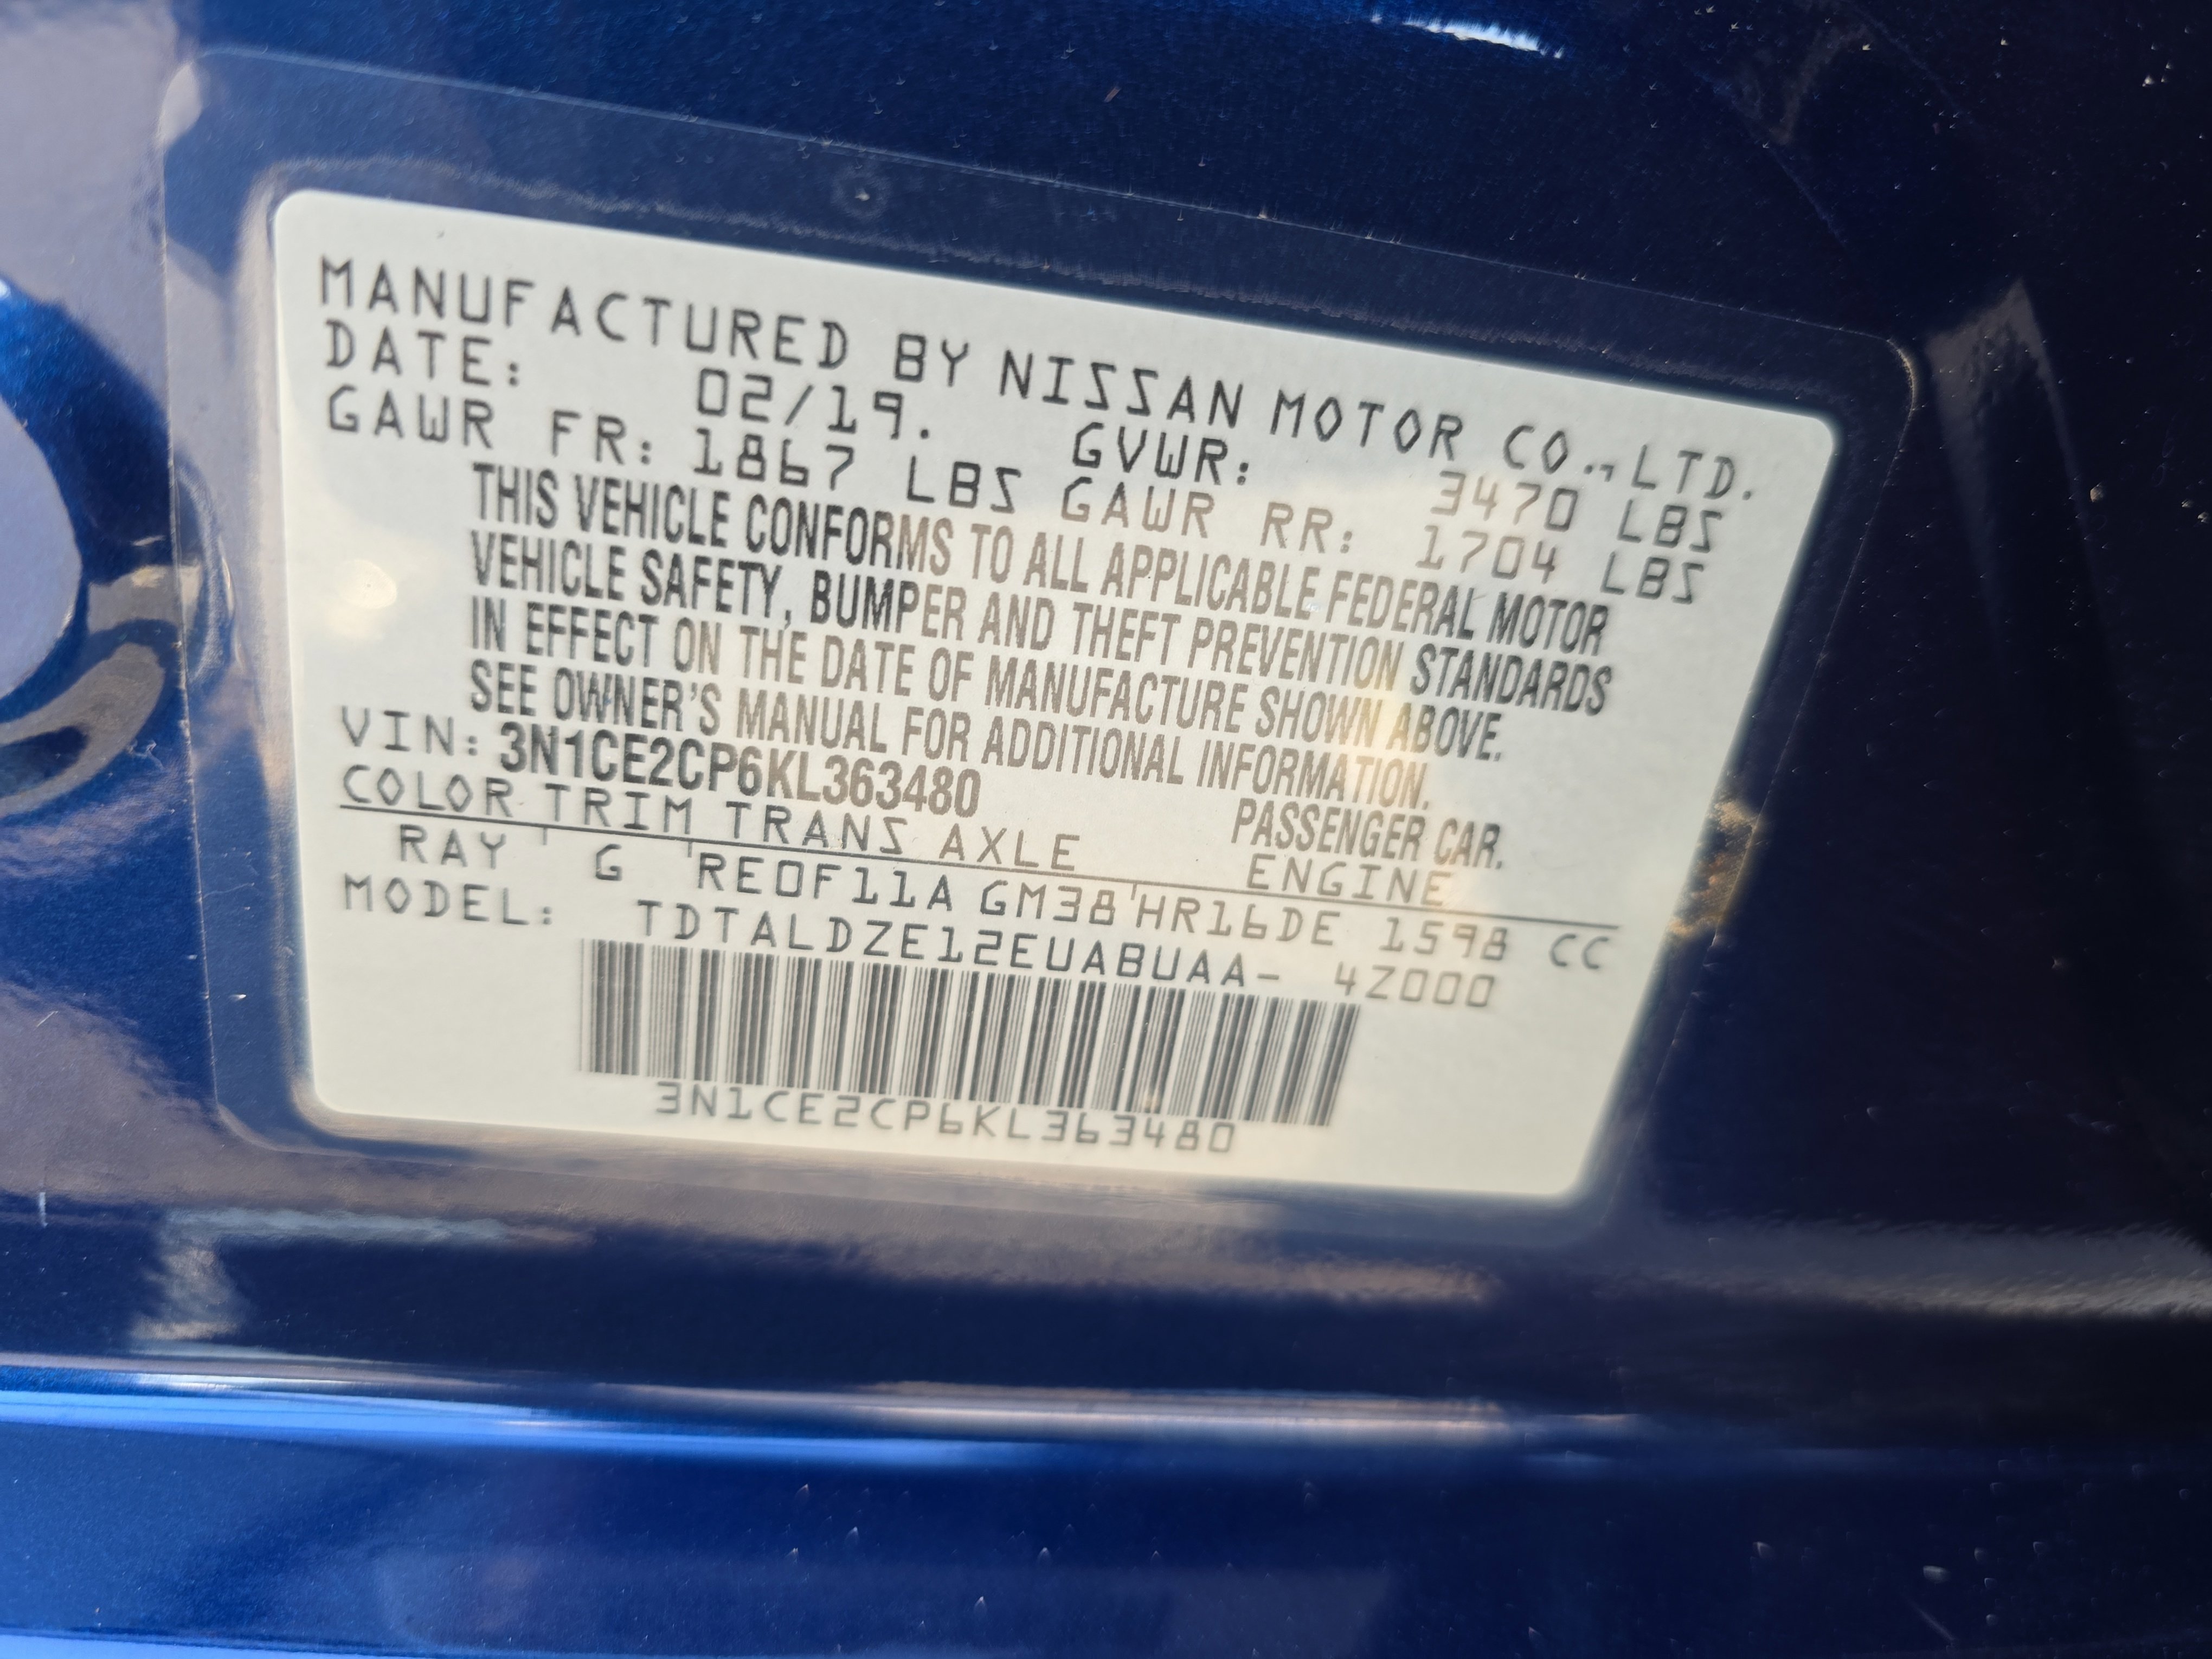 MANUFACTURED BY NISSAN MOTOR CO.,LTD.
DATE: 02/19. GVWR: 3470 LBS
GAWR FR: 1867 LBS GAWR RR: 1704 LBS
THIS VEHICLE CONFORMS TO ALL APPLICABLE FEDERAL MOTOR
VEHICLE SAFETY, BUMPER AND THEFT PREVENTION STANDARDS
IN EFFECT ON THE DATE OF MANUFACTURE SHOWN ABOVE.
SEE OWNER'S MANUAL FOR ADDITIONAL INFORMATION.
VIN: 3N1CE2CP6KL363480 PASSENGER CAR.
COLOR TRIM TRANS AXLE ENGINE
RAY G RE0F11A GM38 HR16DE 1598 CC
MODEL: TDTALDZE12EUABUAA- 4Z000
3N1CE2CP6KL363480